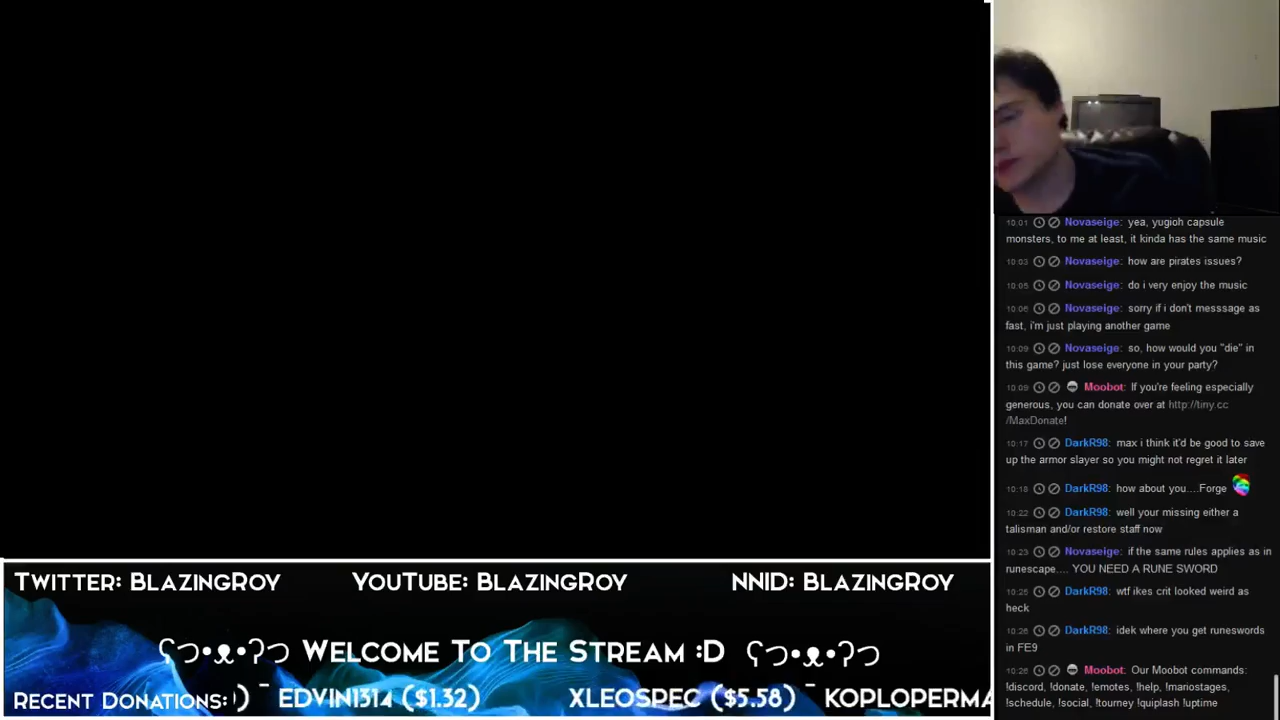 10:01 Novaseige: yea, yugioh capsule
monsters, to me at least, it kinda has the same music
10:03 Novaseige: how are pirates issues?
10:05 Novaseige: do i very enjoy the music
10:06 Novaseige: sorry if i don't messsage as
fast, i'm just playing another game
10:09 Novaseige: so, how would you "die" in
this game? just lose everyone in your party?
10:09 Moobot: If you're feeling especially
generous, you can donate over at http://tiny.cc
/MaxDonate!
10:17 DarkR98: max i think it'd be good to save
up the armor slayer so you might not regret it later
10:18 DarkR98: how about you....Forge
10:22 DarkR98: well your missing either a
talisman and/or restore staff now
10:23 Novaseige: if the same rules applies as in
runescape.... YOU NEED A RUNE SWORD
10:25 DarkR98: wtf ikes crit looked weird as
heck
10:26 DarkR98: idek where you get runeswords
in FE9
10:26 Moobot: Our Moobot commands:
!discord, !donate, !emotes, !help, !mariostages,
!schedule, !social, !tourney !quiplash !uptime
Twitter: BlazingRoy YouTube: BlazingRoy NNID: BlazingRoy
ʕっ•ᴥ•ʔっ Welcome To The Stream :D ʕっ•ᴥ•ʔっ
Recent Donations: ) ~ Edvin1314 ($1.32) xLeoSpec ($5.58) ~ Koploperma